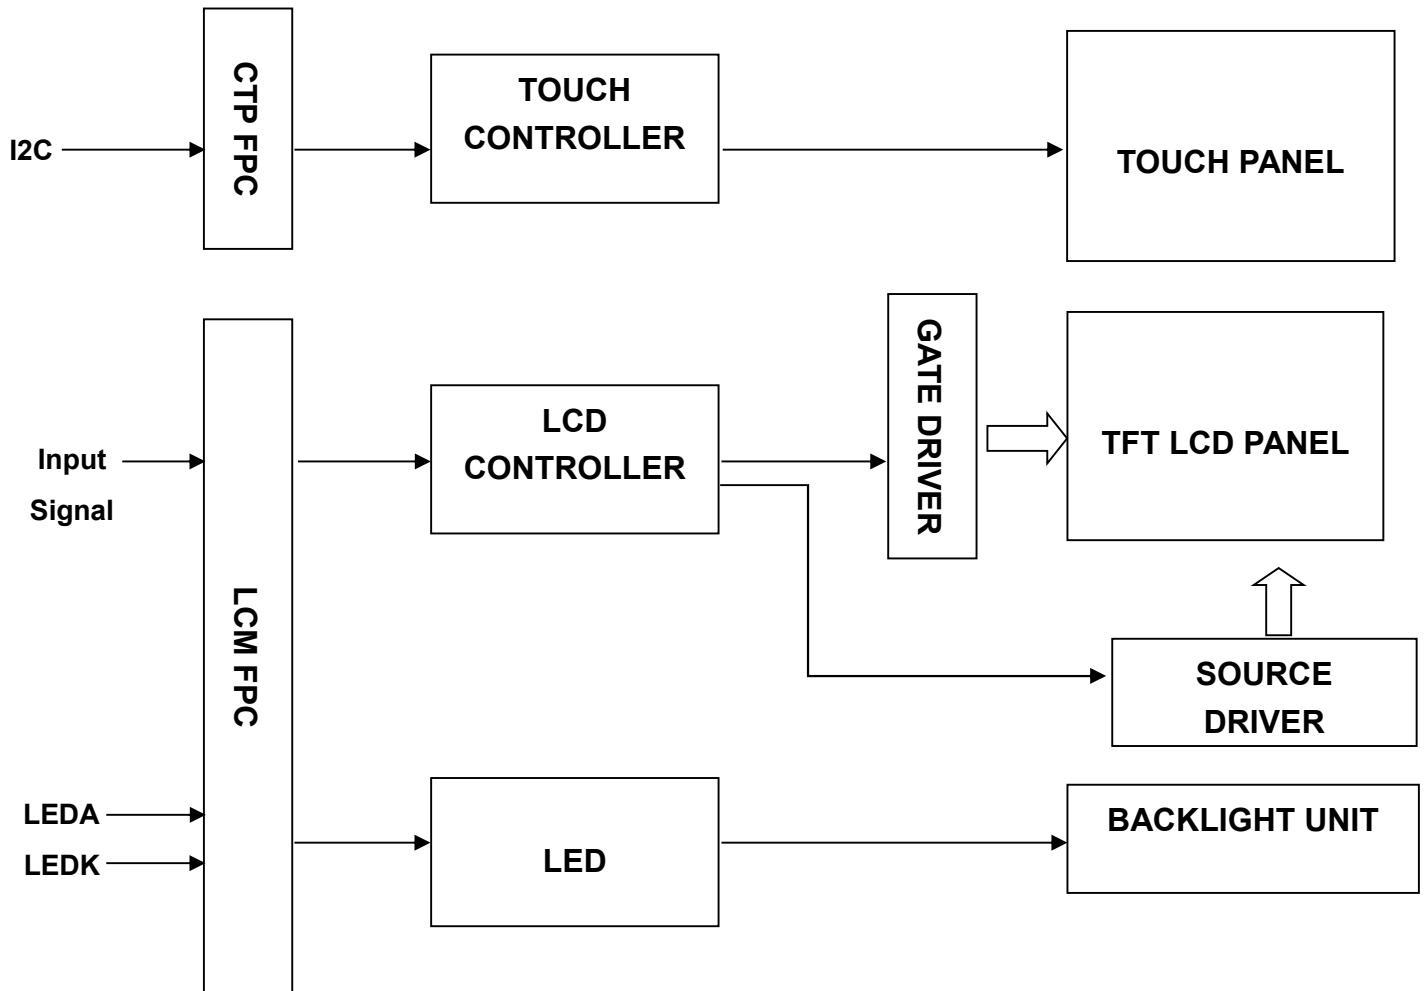 I2C
CTP FPC
TOUCH
CONTROLLER
TOUCH PANEL
Input
Signal
LCM FPC
LCD
CONTROLLER
GATE DRIVER
TFT LCD PANEL
SOURCE
DRIVER
LEDA
LEDK
LED
BACKLIGHT UNIT